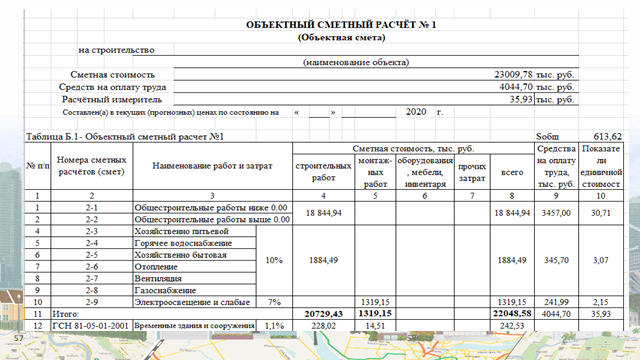 ОБЪЕКТНЫЙ СМЕТНЫЙ РАСЧЁТ № 1
(Объектная смета)
на строительство
(наименование объекта)
Сметная стоимость 23009,78 тыс. руб.
Средств на оплату труда 4044,70 тыс. руб.
Расчётный измеритель 35,93 тыс. руб.
Составлен(а) в текущих (прогнозных) ценах по состоянию на « ___ » ______ 2020 г.
Таблица Б.1- Объектный сметный расчет №1 Sобщ 613,62
№ п/п Номера сметных расчётов (смет) Наименование работ и затрат Сметная стоимость, тыс. руб. Средства на оплату труда, тыс. руб. Показате ли единичной стоимост
строительных работ монтаж- ных работ оборудования , мебели, инвентаря прочих затрат всего
1 2 3 4 5 6 7 8 9 10
1 2-1 Общестроительные работы ниже 0.00 18 844,94 18 844,94 3457,00 30,71
2 2-2 Общестроительные работы выше 0.00
4 2-3 Хозяйственно питьевой 10% 1884,49 1884,49 345,70 3,07
5 2-4 Горячее водоснабжение
6 2-5 Хозяйственно бытовая
7 2-6 Отопление
8 2-7 Вентиляция
9 2-8 Газоснабжение
10 2-9 Электроосвещение и слабые 7% 1319,15 1319,15 241,99 2,15
11 Итого: 20729,43 1319,15 22048,58 4044,70 35,93
12 ГСН 81-05-01-2001 Временные здания и сооружения 1,1% 228,02 14,51 242,53
57